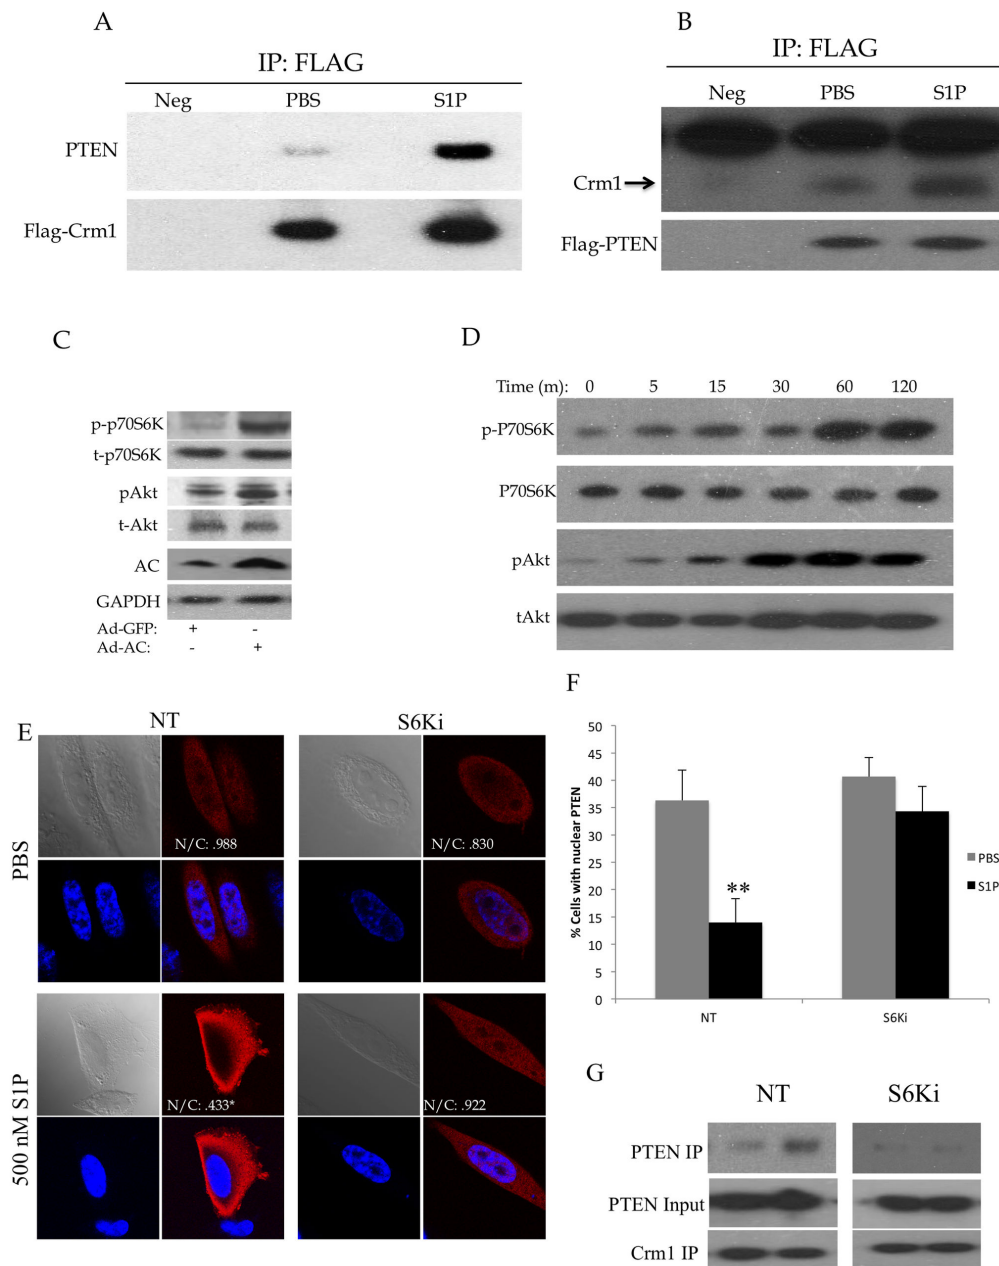 A
IP: FLAG
Neg PBS S1P
PTEN
Flag-Crm1
B
IP: FLAG
Neg PBS S1P
Crm1
Flag-PTEN
C
p-p70S6K
t-p70S6K
pAkt
t-Akt
AC
GAPDH
Ad-GFP: + -
Ad-AC: - +
D
Time (m): 0 5 15 30 60 120
p-P70S6K
P70S6K
pAkt
tAkt
E
NT S6Ki
PBS
N/C: .988
N/C: .830
500 nM S1P
N/C: .433*
N/C: .922
F
% Cells with nuclear PTEN
50
45
40
35
30
25
20
15
10
5
0
**
NT S6Ki
PBS
S1P
G
NT S6Ki
PTEN IP
PTEN Input
Crm1 IP